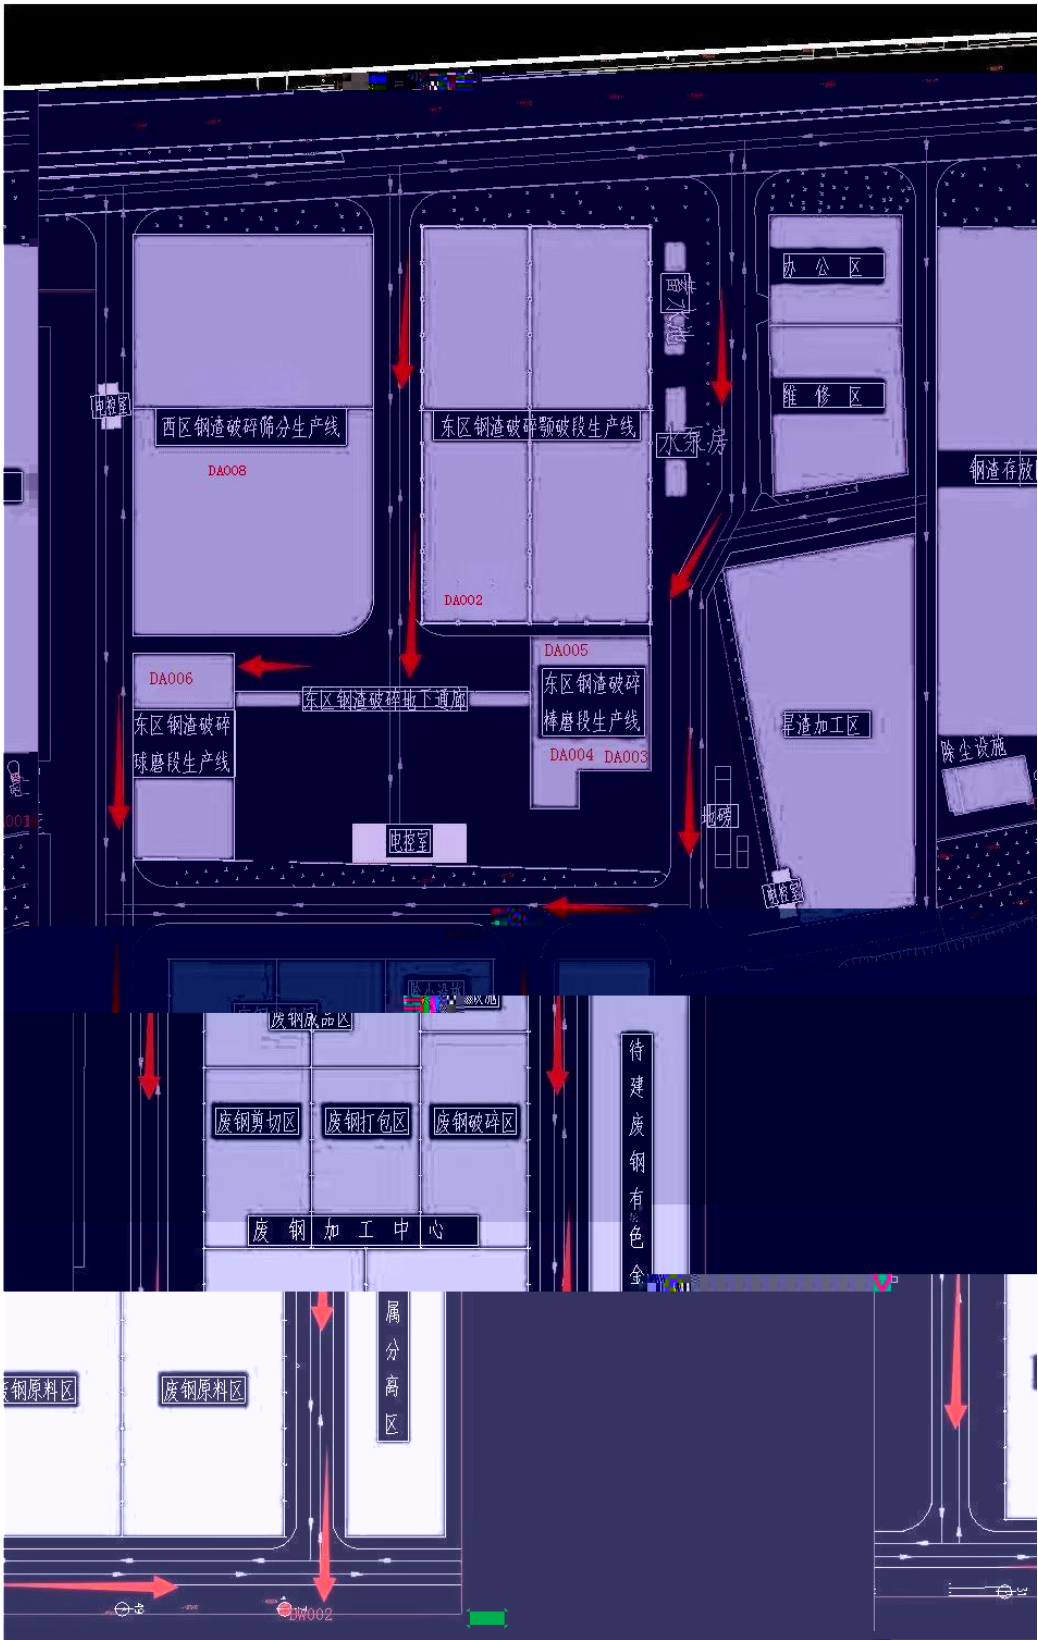 办公区
蓄水池
维修区
电控室
西区钢渣破碎筛分生产线
东区钢渣破碎颚破段生产线
水泵房
DA008
钢渣存放
DA002
DA005
DA006
东区钢渣破碎
棒磨段生产线
东区钢渣破碎地下通廊
东区钢渣破碎
球磨段生产线
DA004
DA003
除尘设施
地磅
电控室
电控室
废钢成品区
废钢剪切区
废钢打包区
废钢破碎区
待建废钢有色金
废钢加工中心
属分离区
废钢原料区
废钢原料区
DW002